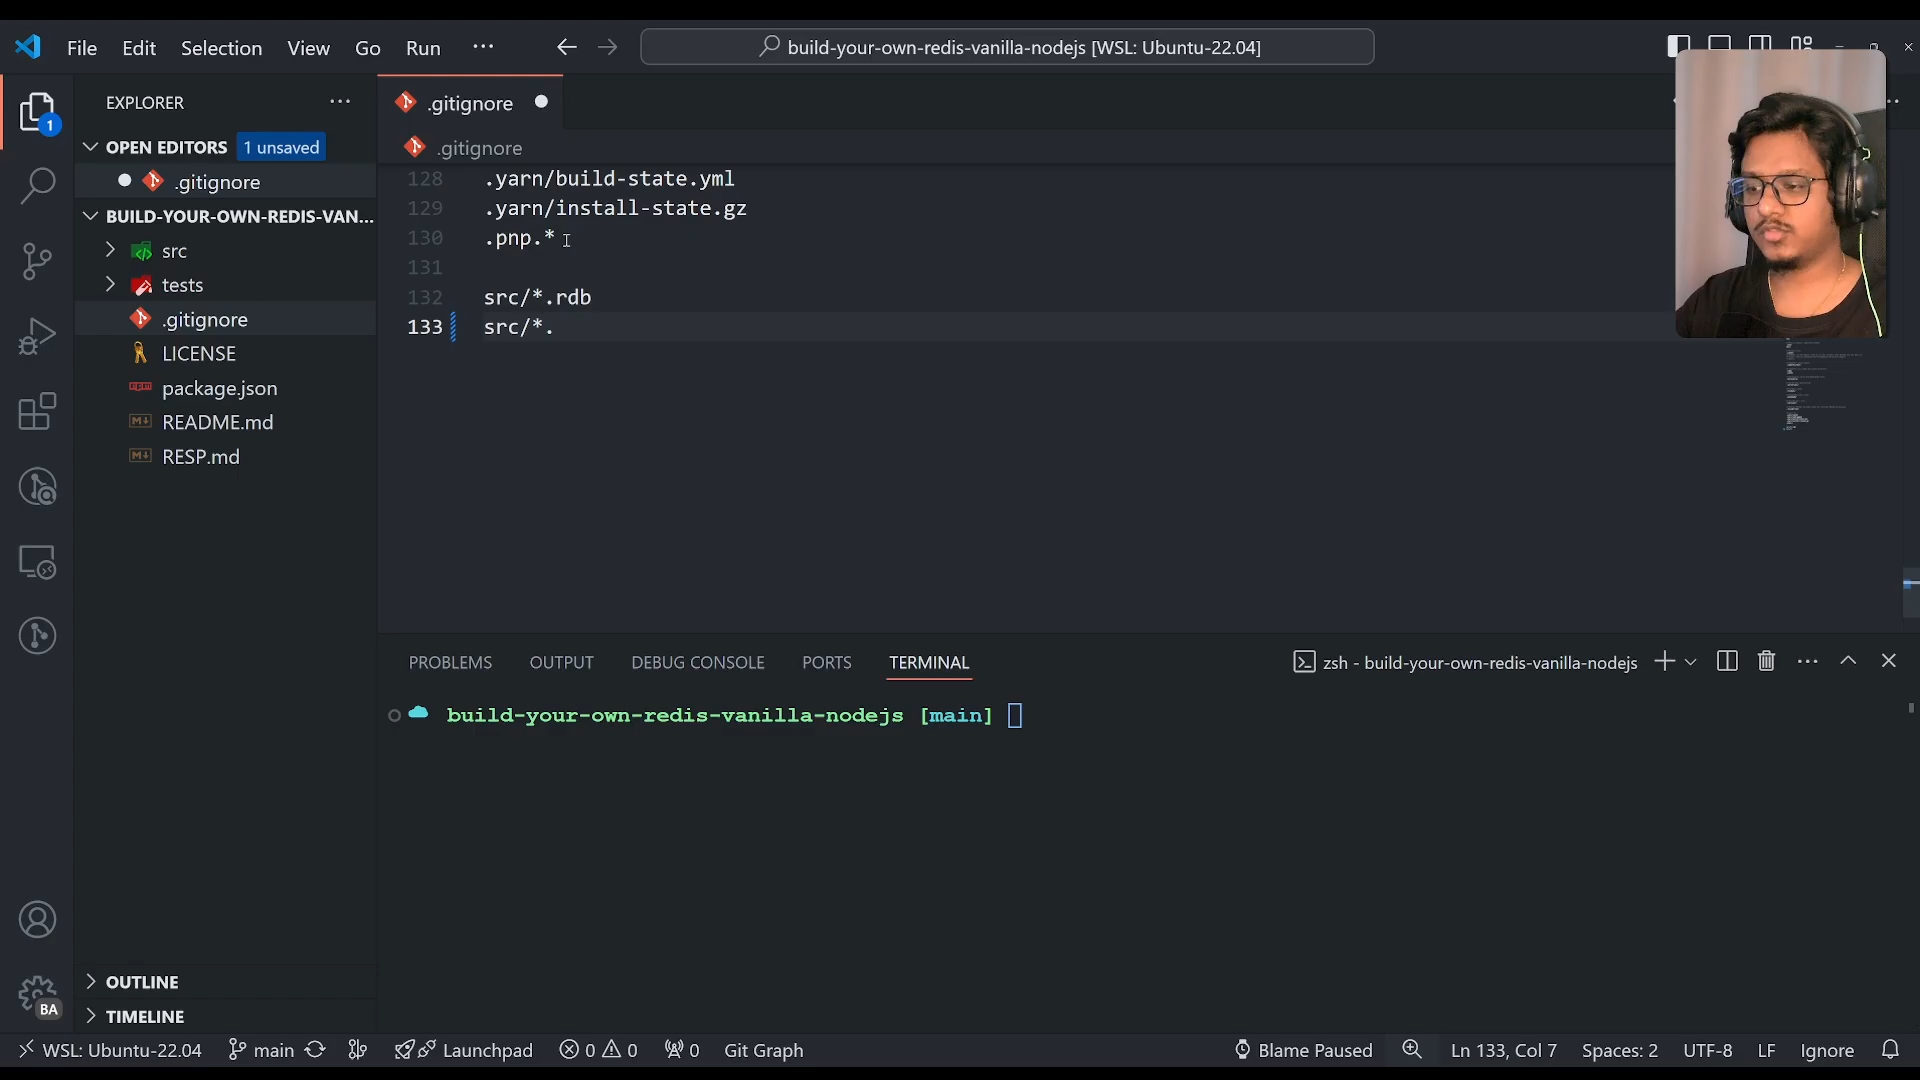 File Edit Selection View Go Run ···
build-your-own-redis-vanilla-nodejs [WSL: Ubuntu-22.04]
EXPLORER
OPEN EDITORS 1 unsaved
.gitignore
BUILD-YOUR-OWN-REDIS-VAN...
src
tests
.gitignore
LICENSE
package.json
README.md
RESP.md
OUTLINE
TIMELINE
1
BA
.gitignore
.gitignore
128 .yarn/build-state.yml
129 .yarn/install-state.gz
130 .pnp.*
131
132 src/*.rdb
133 src/*.
PROBLEMS OUTPUT DEBUG CONSOLE PORTS TERMINAL
zsh - build-your-own-redis-vanilla-nodejs
build-your-own-redis-vanilla-nodejs [main]
WSL: Ubuntu-22.04 main Launchpad 0 0 0 Git Graph Blame Paused Ln 133, Col 7 Spaces: 2 UTF-8 LF Ignore